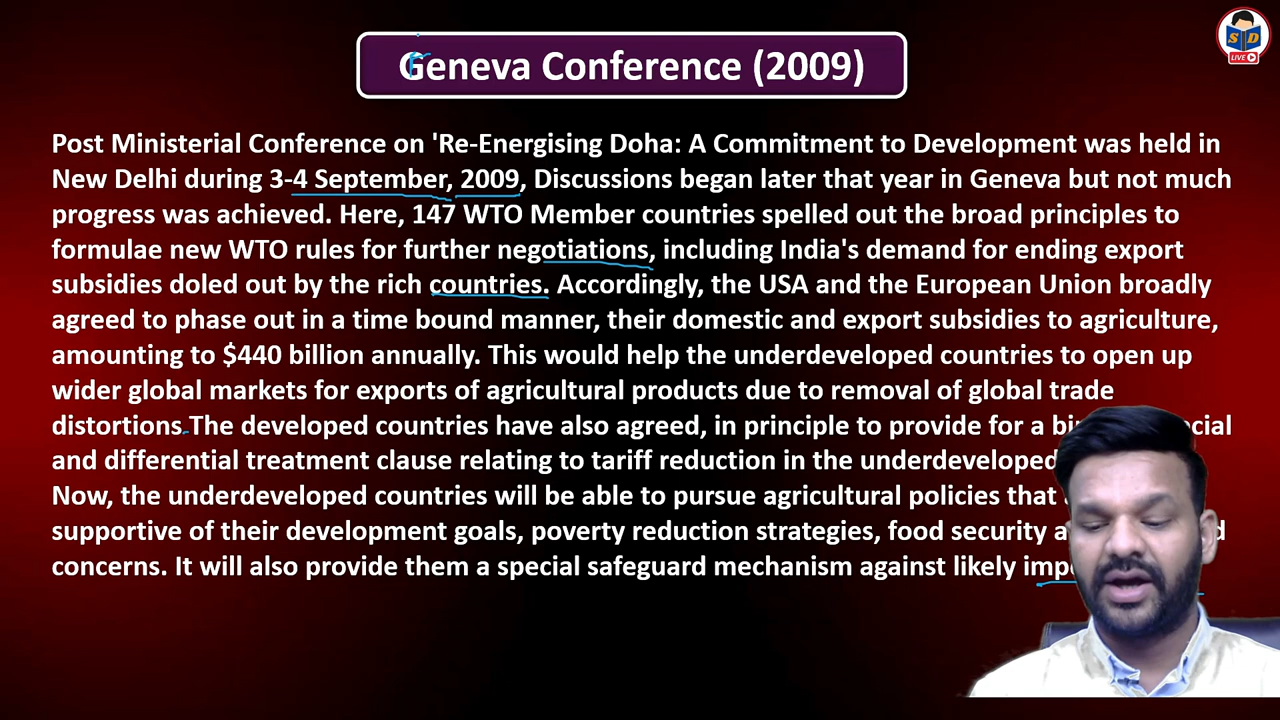 Geneva Conference (2009)
S D
LIVE
Post Ministerial Conference on 'Re-Energising Doha: A Commitment to Development was held in
New Delhi during 3-4 September, 2009, Discussions began later that year in Geneva but not much
progress was achieved. Here, 147 WTO Member countries spelled out the broad principles to
formulae new WTO rules for further negotiations, including India's demand for ending export
subsidies doled out by the rich countries. Accordingly, the USA and the European Union broadly
agreed to phase out in a time bound manner, their domestic and export subsidies to agriculture,
amounting to $440 billion annually. This would help the underdeveloped countries to open up
wider global markets for exports of agricultural products due to removal of global trade
distortions.The developed countries have also agreed, in principle to provide for a
and differential treatment clause relating to tariff reduction in the underdeveloped
Now, the underdeveloped countries will be able to pursue agricultural policies that
supportive of their development goals, poverty reduction strategies, food security
concerns. It will also provide them a special safeguard mechanism against likely